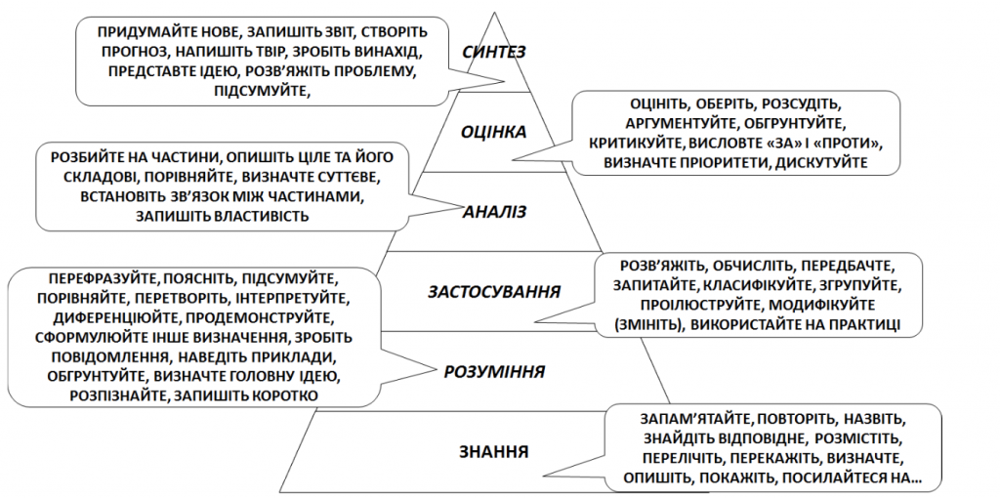 ПРИДУМАЙТЕ НОВЕ, ЗАПИШІТЬ ЗВІТ, СТВОРІТЬ
ПРОГНОЗ, НАПИШІТЬ ТВІР, ЗРОБІТЬ ВИНАХІД,
ПРЕДСТАВТЕ ІДЕЮ, РОЗВ’ЯЖІТЬ ПРОБЛЕМУ,
ПІДСУМУЙТЕ,
СИНТЕЗ
ОЦІНКА
ОЦІНІТЬ, ОБЕРІТЬ, РОЗСУДІТЬ,
АРГУМЕНТУЙТЕ, ОБГРУНТУЙТЕ,
КРИТИКУЙТЕ, ВИСЛОВТЕ «ЗА» І «ПРОТИ»,
ВИЗНАЧТЕ ПРІОРИТЕТИ, ДИСКУТУЙТЕ
РОЗБИЙТЕ НА ЧАСТИНИ, ОПИШІТЬ ЦІЛЕ ТА ЙОГО
СКЛАДОВІ, ПОРІВНЯЙТЕ, ВИЗНАЧТЕ СУТТЄВЕ,
ВСТАНОВІТЬ ЗВ’ЯЗОК МІЖ ЧАСТИНАМИ,
ЗАПИШІТЬ ВЛАСТИВІСТЬ
АНАЛІЗ
ЗАСТОСУВАННЯ
РОЗВ’ЯЖІТЬ, ОБЧИСЛІТЬ, ПЕРЕДБАЧТЕ,
ЗАПИТАЙТЕ, КЛАСИФІКУЙТЕ, ЗГРУПУЙТЕ,
ПРОІЛЮСТРУЙТЕ, МОДИФІКУЙТЕ
(ЗМІНІТЬ), ВИКОРИСТАЙТЕ НА ПРАКТИЦІ
ПЕРЕФРАЗУЙТЕ, ПОЯСНІТЬ, ПІДСУМУЙТЕ,
ПОРІВНЯЙТЕ, ПЕРЕТВОРІТЬ, ІНТЕРПРЕТУЙТЕ,
ДИФЕРЕНЦІЮЙТЕ, ПРОДЕМОНСТРУЙТЕ,
СФОРМУЛЮЙТЕ ІНШЕ ВИЗНАЧЕННЯ, ЗРОБІТЬ
ПОВІДОМЛЕННЯ, НАВЕДІТЬ ПРИКЛАДИ,
ОБГРУНТУЙТЕ, ВИЗНАЧТЕ ГОЛОВНУ ІДЕЮ,
РОЗПІЗНАЙТЕ, ЗАПИШІТЬ КОРОТКО
РОЗУМІННЯ
ЗНАННЯ
ЗАПАМ’ЯТАЙТЕ, ПОВТОРІТЬ, НАЗВІТЬ,
ЗНАЙДІТЬ ВІДПОВІДНЕ, РОЗМІСТІТЬ,
ПЕРЕЛІЧІТЬ, ПЕРЕКАЖІТЬ, ВИЗНАЧТЕ,
ОПИШІТЬ, ПОКАЖІТЬ, ПОСИЛАЙТЕСЯ НА…